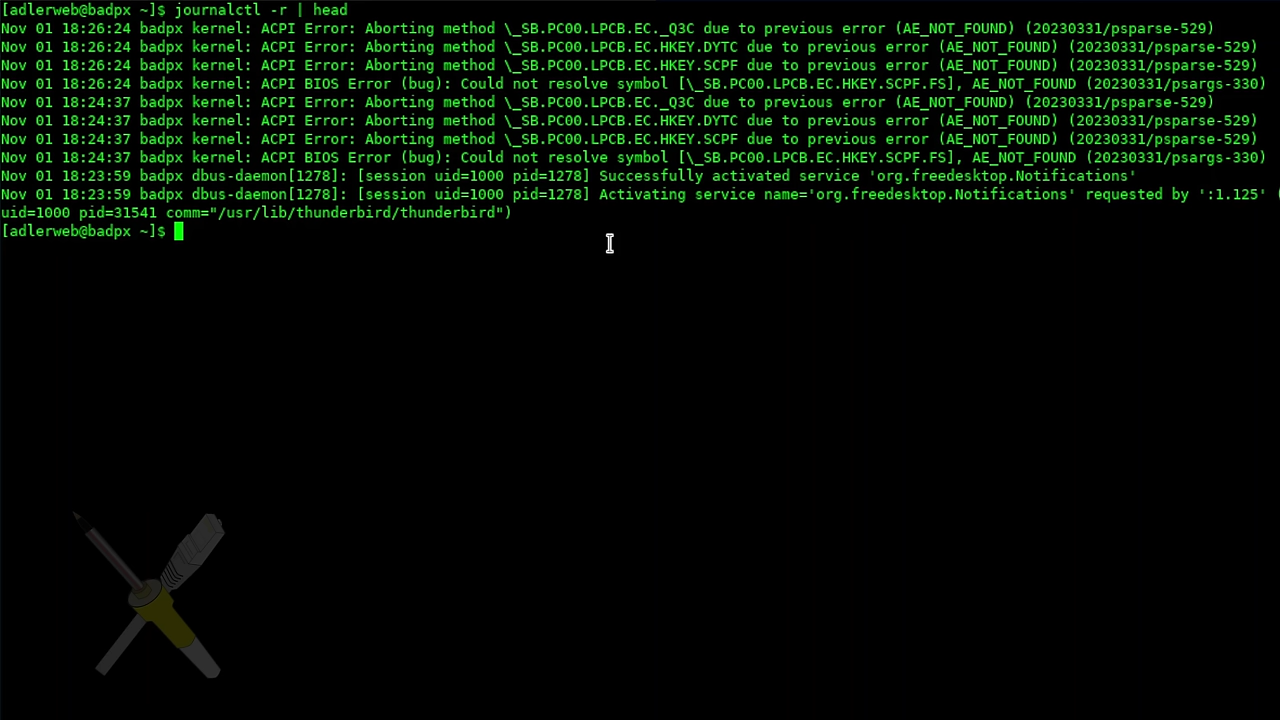 [adlerweb@badpx ~]$ journalctl -r | head
Nov 01 18:26:24 badpx kernel: ACPI Error: Aborting method \_SB.PC00.LPCB.EC._Q3C due to previous error (AE_NOT_FOUND) (20230331/psparse-529)
Nov 01 18:26:24 badpx kernel: ACPI Error: Aborting method \_SB.PC00.LPCB.EC.HKEY.DYTC due to previous error (AE_NOT_FOUND) (20230331/psparse-529)
Nov 01 18:26:24 badpx kernel: ACPI Error: Aborting method \_SB.PC00.LPCB.EC.HKEY.SCPF due to previous error (AE_NOT_FOUND) (20230331/psparse-529)
Nov 01 18:26:24 badpx kernel: ACPI BIOS Error (bug): Could not resolve symbol [\_SB.PC00.LPCB.EC.HKEY.SCPF.FS], AE_NOT_FOUND (20230331/psargs-330)
Nov 01 18:24:37 badpx kernel: ACPI Error: Aborting method \_SB.PC00.LPCB.EC._Q3C due to previous error (AE_NOT_FOUND) (20230331/psparse-529)
Nov 01 18:24:37 badpx kernel: ACPI Error: Aborting method \_SB.PC00.LPCB.EC.HKEY.DYTC due to previous error (AE_NOT_FOUND) (20230331/psparse-529)
Nov 01 18:24:37 badpx kernel: ACPI Error: Aborting method \_SB.PC00.LPCB.EC.HKEY.SCPF due to previous error (AE_NOT_FOUND) (20230331/psparse-529)
Nov 01 18:24:37 badpx kernel: ACPI BIOS Error (bug): Could not resolve symbol [\_SB.PC00.LPCB.EC.HKEY.SCPF.FS], AE_NOT_FOUND (20230331/psargs-330)
Nov 01 18:23:59 badpx dbus-daemon[1278]: [session uid=1000 pid=1278] Successfully activated service 'org.freedesktop.Notifications'
Nov 01 18:23:59 badpx dbus-daemon[1278]: [session uid=1000 pid=1278] Activating service name='org.freedesktop.Notifications' requested by ':1.125' (
uid=1000 pid=31541 comm="/usr/lib/thunderbird/thunderbird")
[adlerweb@badpx ~]$